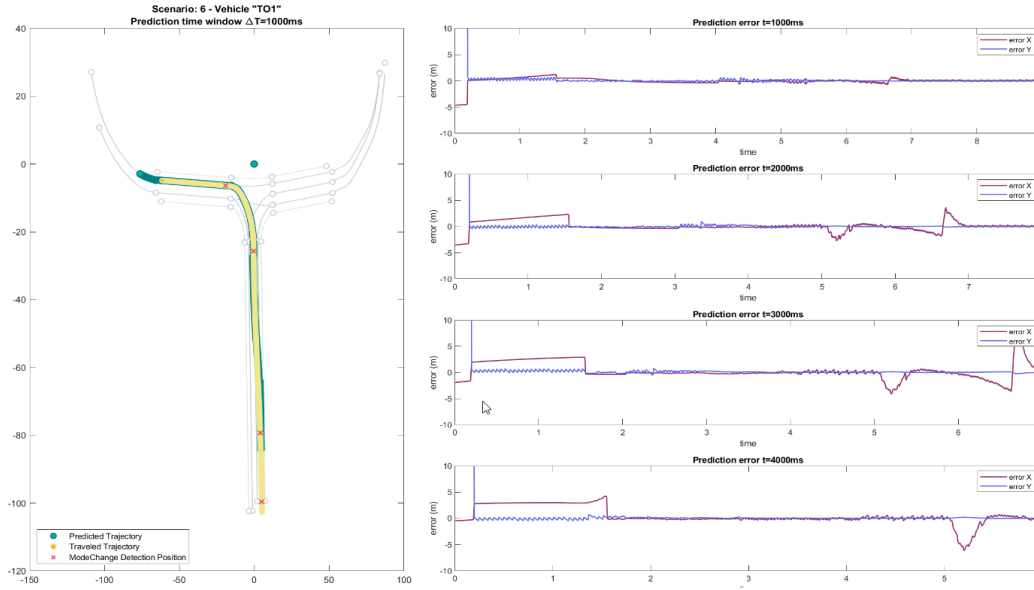 Scenario: 6 - Vehicle "TO1"
Prediction time window △T=1000ms
40
20
0
-20
-40
-60
-80
-100
-120
-150
-100
-50
0
50
100
Predicted Trajectory
Traveled Trajectory
ModeChange Detection Position
Prediction error t=1000ms
error (m)
10
5
0
-5
-10
0 1 2 3 4 5 6 7 8
time
error X
error Y
Prediction error t=2000ms
error (m)
10
5
0
-5
-10
0 1 2 3 4 5 6 7
time
error X
error Y
Prediction error t=3000ms
error (m)
10
5
0
-5
-10
0 1 2 3 4 5 6
time
error X
error Y
Prediction error t=4000ms
error (m)
10
5
0
-5
-10
0 1 2 3 4 5
error X
error Y